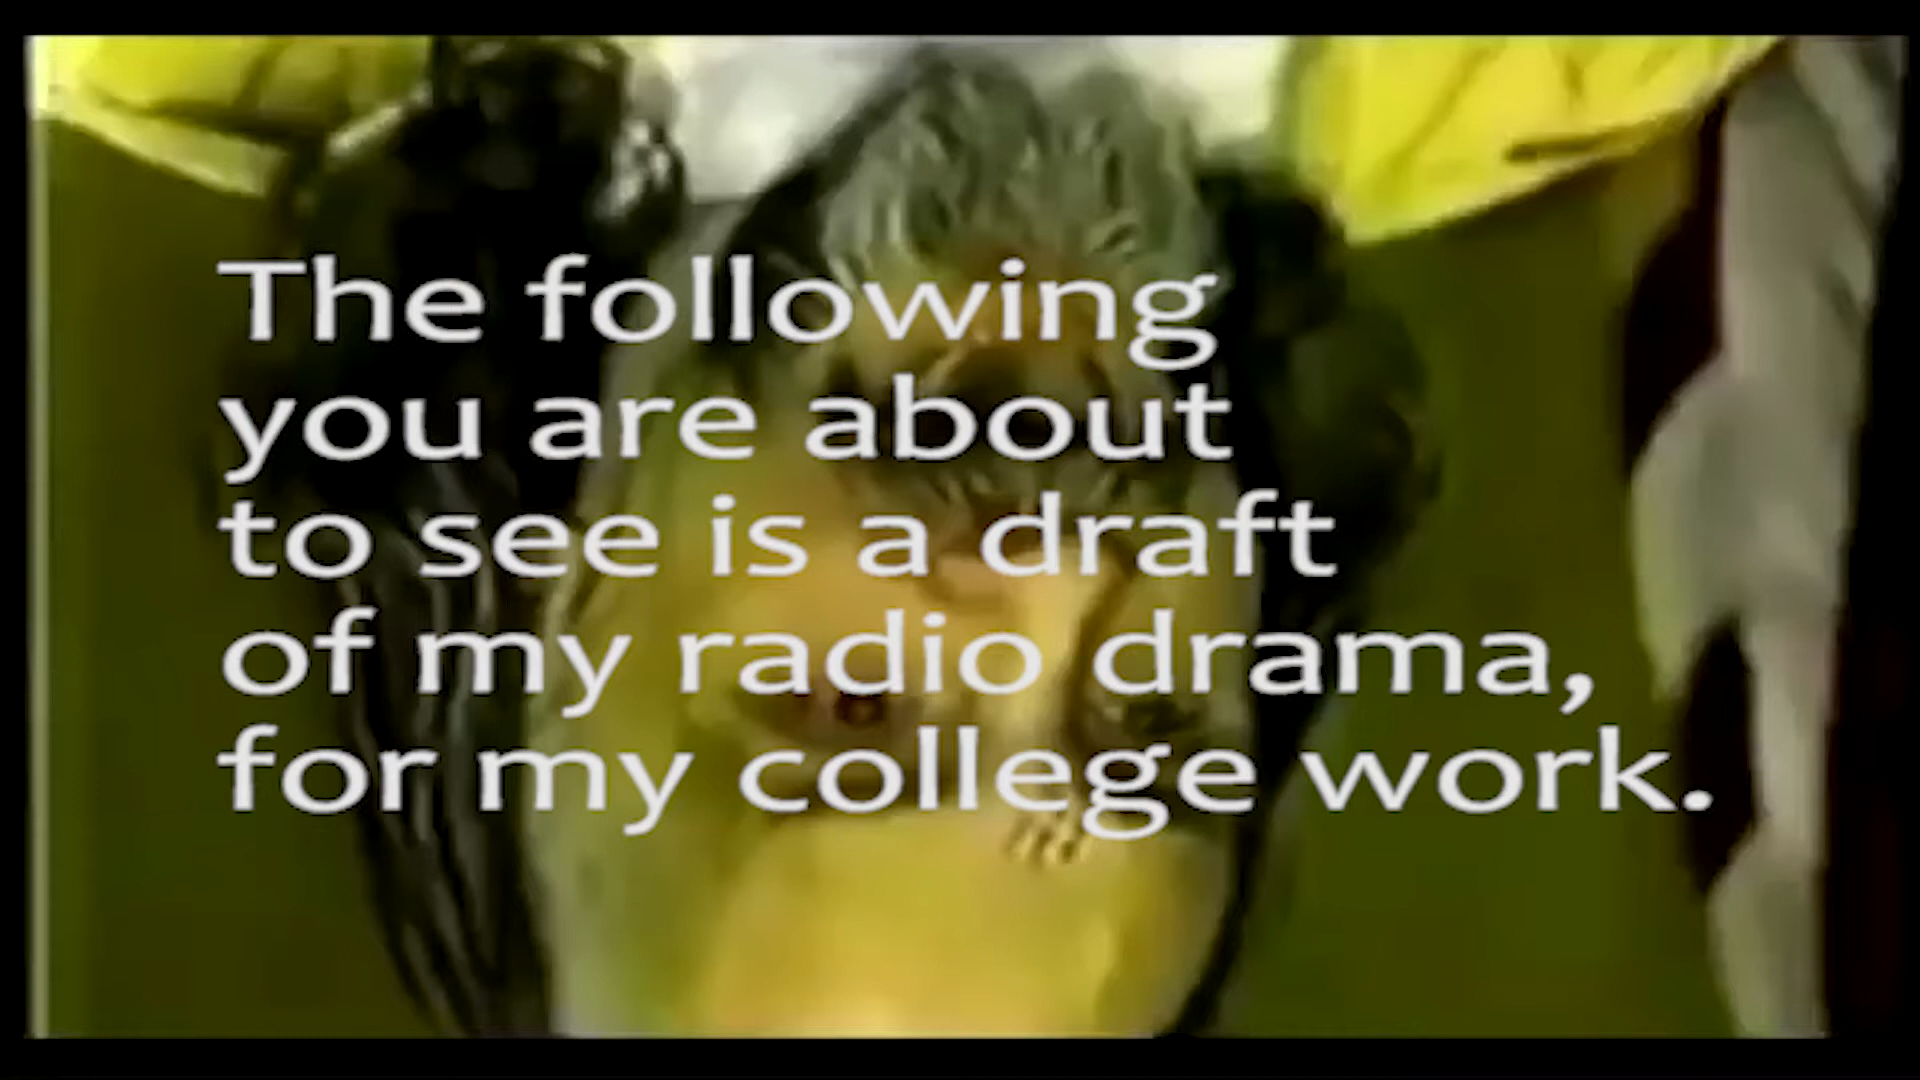 The following
you are about
to see is a draft
of my radio drama,
for my college work.